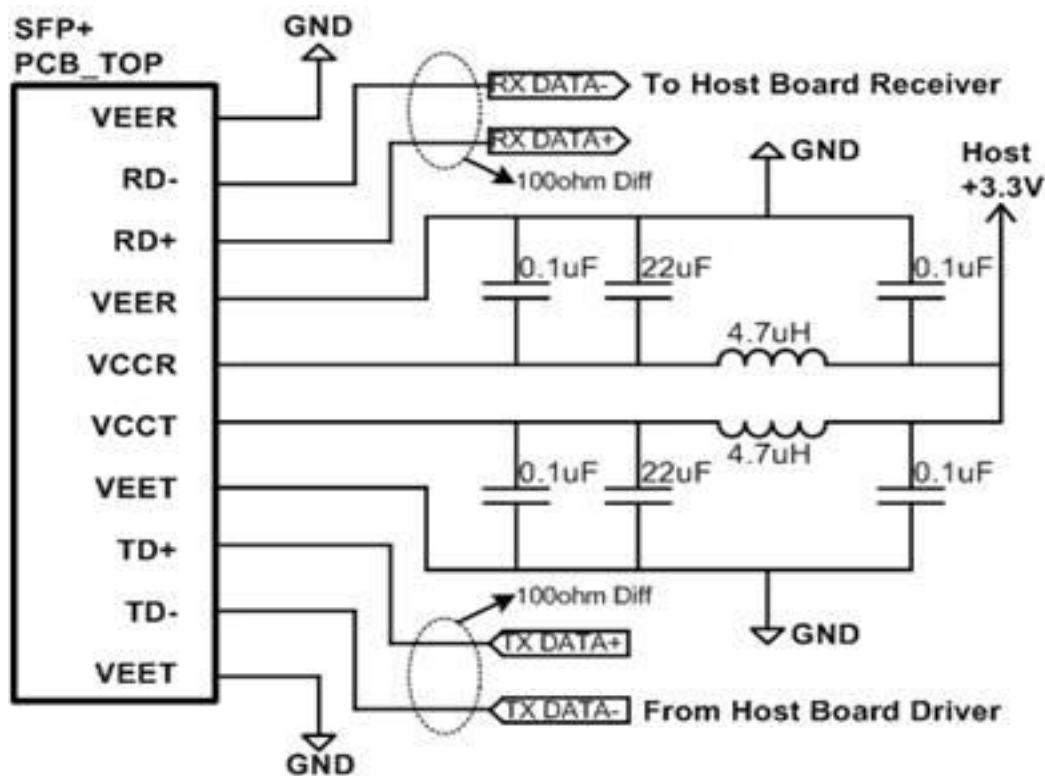 SFP+
PCB_TOP
GND
VEER
RD-
RD+
VEER
VCCR
VCCT
VEET
TD+
TD-
VEET
GND
RX DATA-
To Host Board Receiver
RX DATA+
100ohm Diff
GND
Host
+3.3V
0.1uF
22uF
0.1uF
4.7uH
4.7uH
0.1uF
22uF
0.1uF
100ohm Diff
TX DATA+
GND
TX DATA-
From Host Board Driver